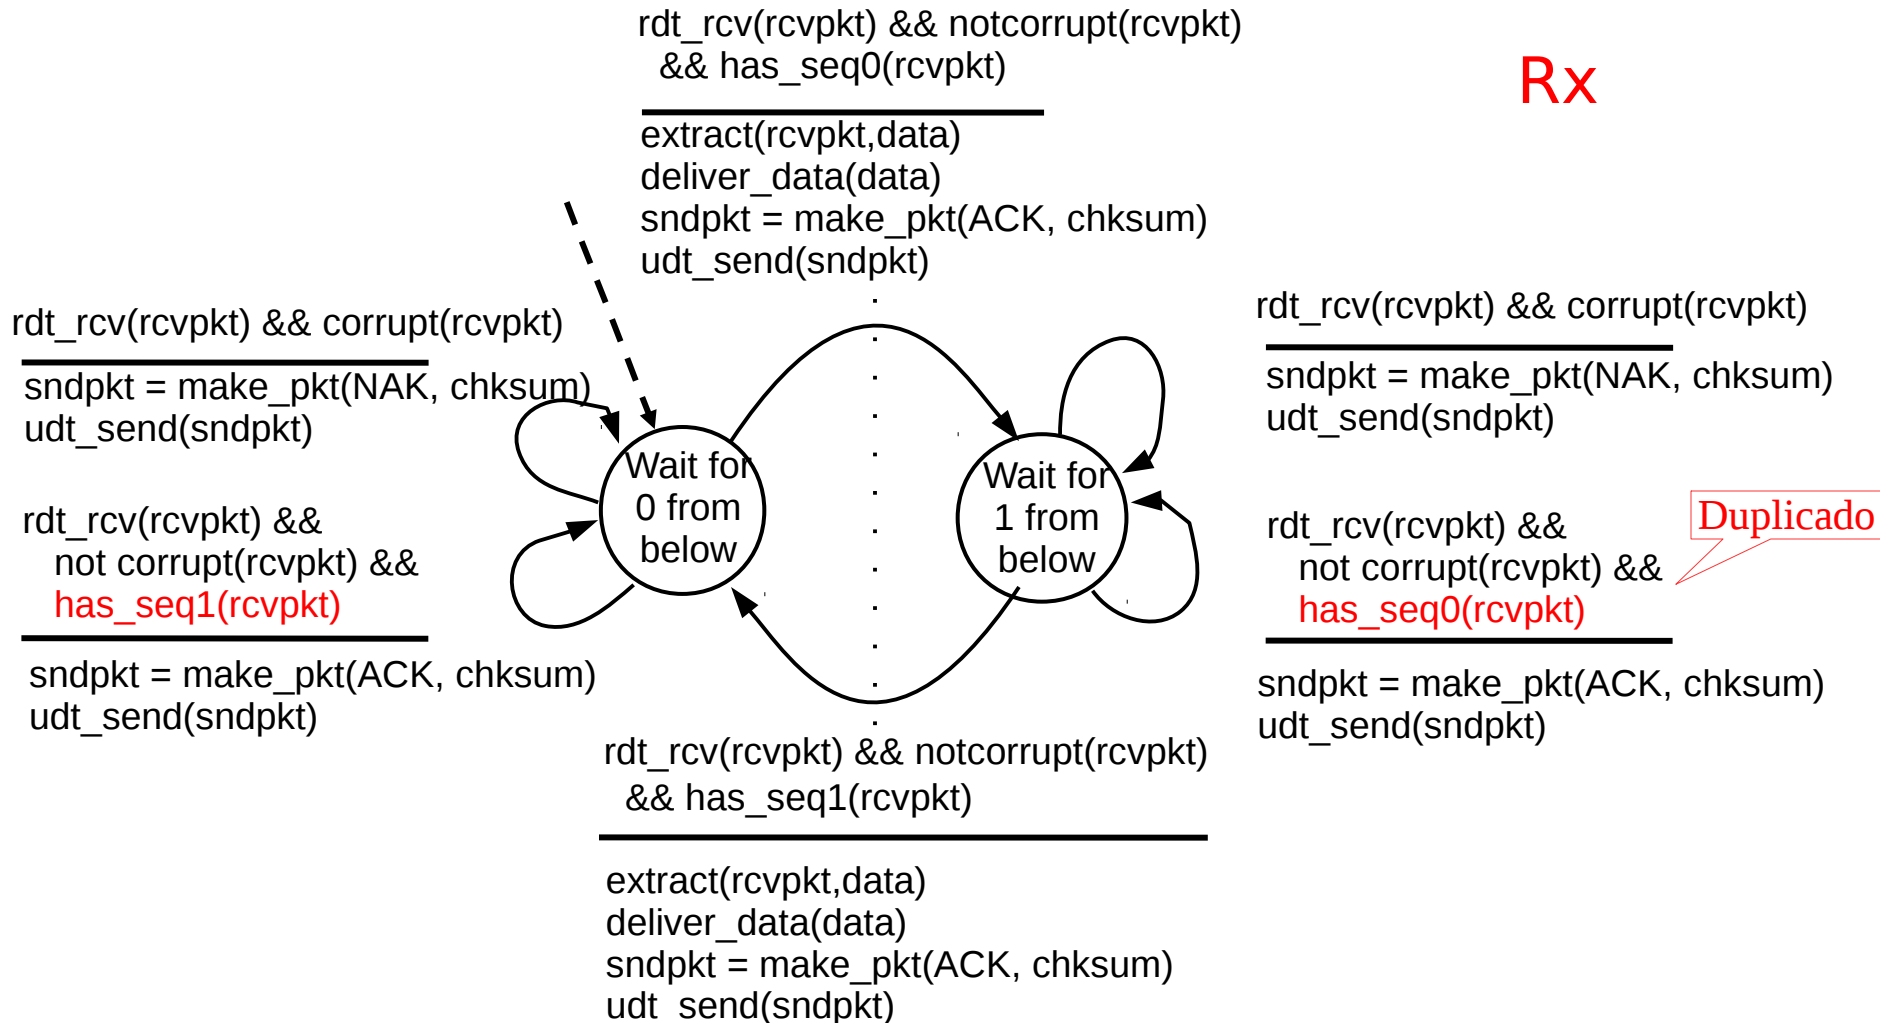 rdt_rcv(rcvpkt) && notcorrupt(rcvpkt)
&& has_seq0(rcvpkt)
Rx
extract(rcvpkt,data)
deliver_data(data)
sndpkt = make_pkt(ACK, chksum)
udt_send(sndpkt)
rdt_rcv(rcvpkt) && corrupt(rcvpkt)
sndpkt = make_pkt(NAK, chksum)
udt_send(sndpkt)
rdt_rcv(rcvpkt) &&
not corrupt(rcvpkt) &&
has_seq1(rcvpkt)
sndpkt = make_pkt(ACK, chksum)
udt_send(sndpkt)
Wait for
0 from
below
Wait for
1 from
below
rdt_rcv(rcvpkt) && corrupt(rcvpkt)
sndpkt = make_pkt(NAK, chksum)
udt_send(sndpkt)
Duplicado
rdt_rcv(rcvpkt) &&
not corrupt(rcvpkt) &&
has_seq0(rcvpkt)
sndpkt = make_pkt(ACK, chksum)
udt_send(sndpkt)
rdt_rcv(rcvpkt) && notcorrupt(rcvpkt)
&& has_seq1(rcvpkt)
extract(rcvpkt,data)
deliver_data(data)
sndpkt = make_pkt(ACK, chksum)
udt_send(sndpkt)